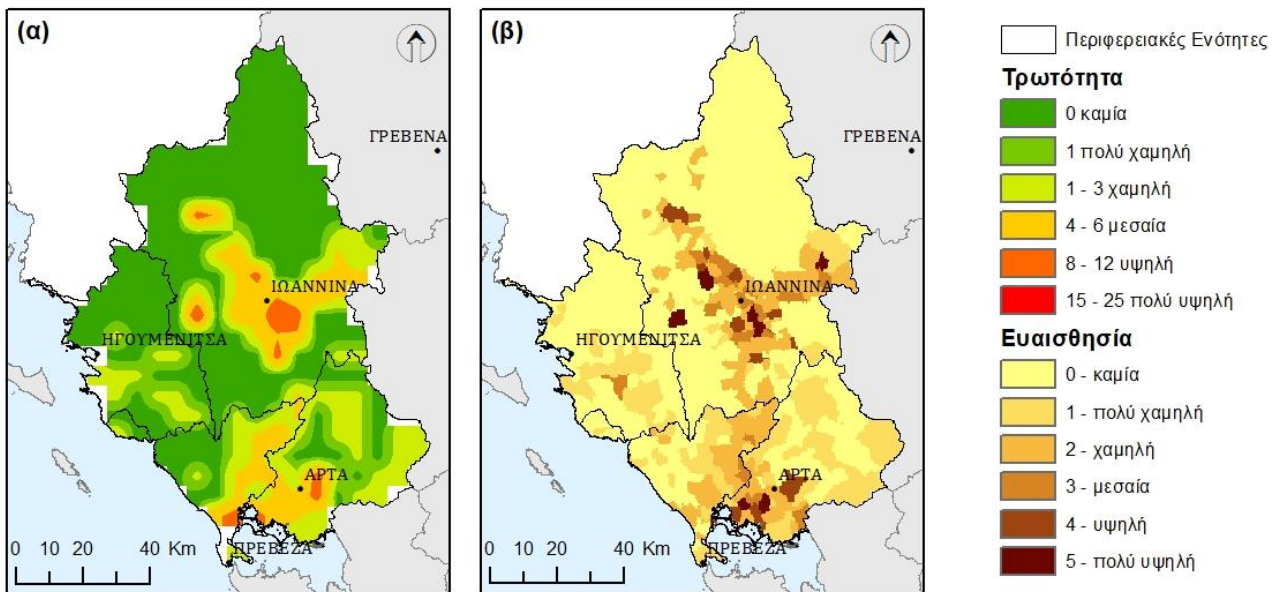 (α)
ΓΡΕΒΕΝΑ
ΙΩΑΝΝΙΝΑ
ΗΓΟΥΜΕΝΙΤΣΑ
ΑΡΤΑ
ΠΡΕΒΕΖΑ
0 10 20 40 Km
(β)
ΓΡΕΒΕΝΑ
ΙΩΑΝΝΙΝΑ
ΗΓΟΥΜΕΝΙΤΣΑ
ΑΡΤΑ
ΠΡΕΒΕΖΑ
0 10 20 40 Km
Περιφερειακές Ενότητες
Τρωτότητα
0 καμία
1 πολύ χαμηλή
1 - 3 χαμηλή
4 - 6 μεσαία
8 - 12 υψηλή
15 - 25 πολύ υψηλή
Ευαισθησία
0 - καμία
1 - πολύ χαμηλή
2 - χαμηλή
3 - μεσαία
4 - υψηλή
5 - πολύ υψηλή